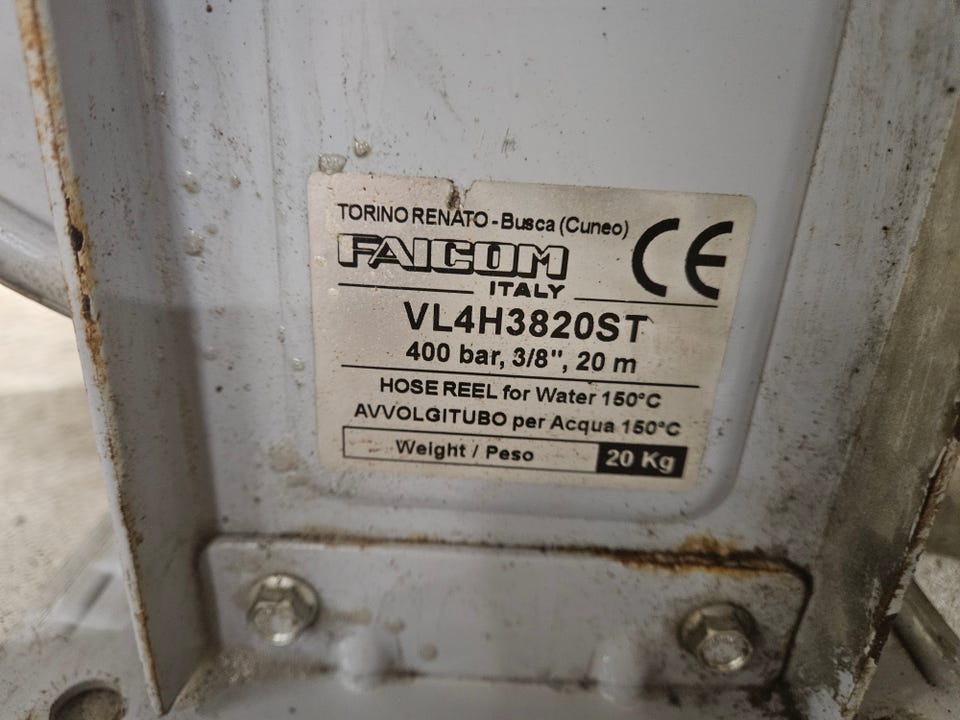 TORINO RENATO - Busca (Cuneo)
FAICOM
ITALY
CE
VL4H3820ST
400 bar, 3/8", 20 m
HOSE REEL for Water 150°C
AVVOLGITUBO per Acqua 150°C
Weight / Peso 20 Kg